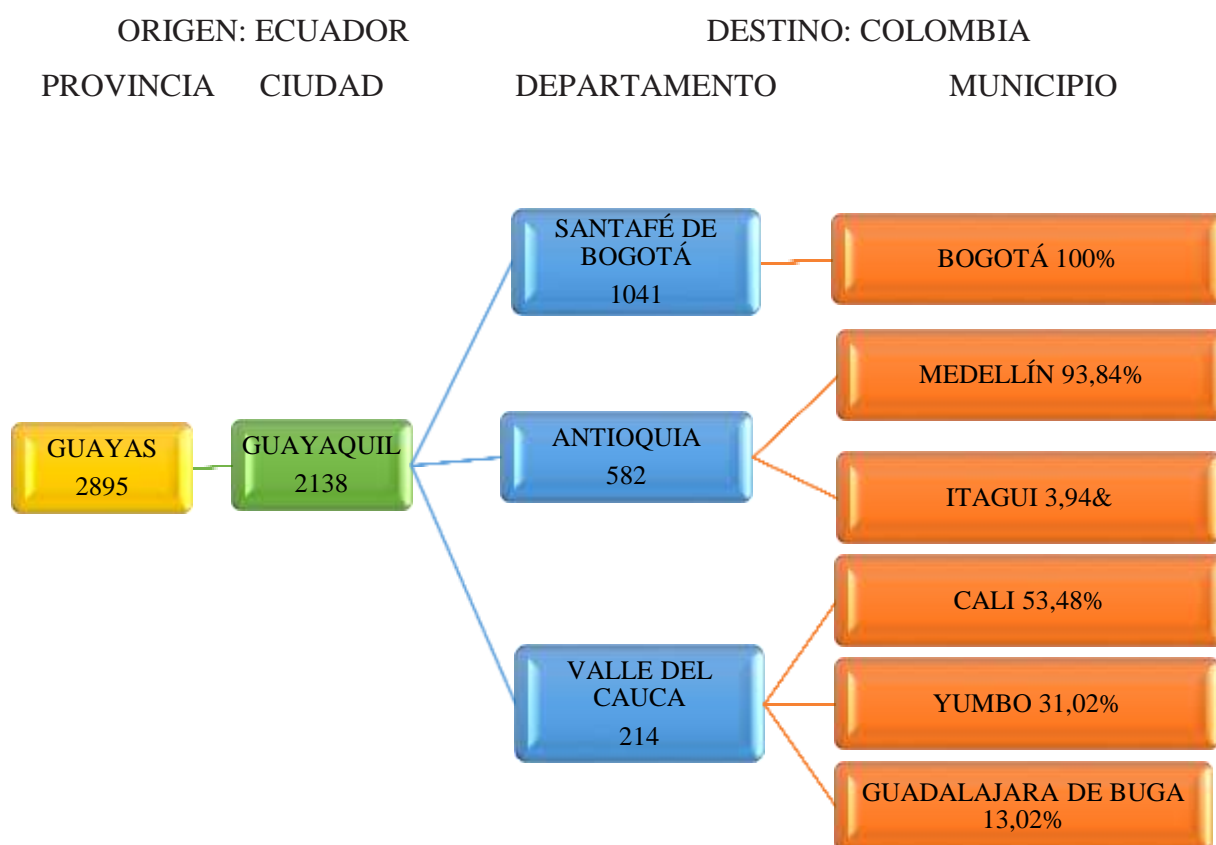 ORIGEN: ECUADOR
DESTINO: COLOMBIA
PROVINCIA
CIUDAD
DEPARTAMENTO
MUNICIPIO
GUAYAS
2895
GUAYAQUIL
2138
SANTAFÉ DE
BOGOTÁ
1041
ANTIOQUIA
582
VALLE DEL
CAUCA
214
BOGOTÁ 100%
MEDELLÍN 93,84%
ITAGUI 3,94&
CALI 53,48%
YUMBO 31,02%
GUADALAJARA DE BUGA
13,02%